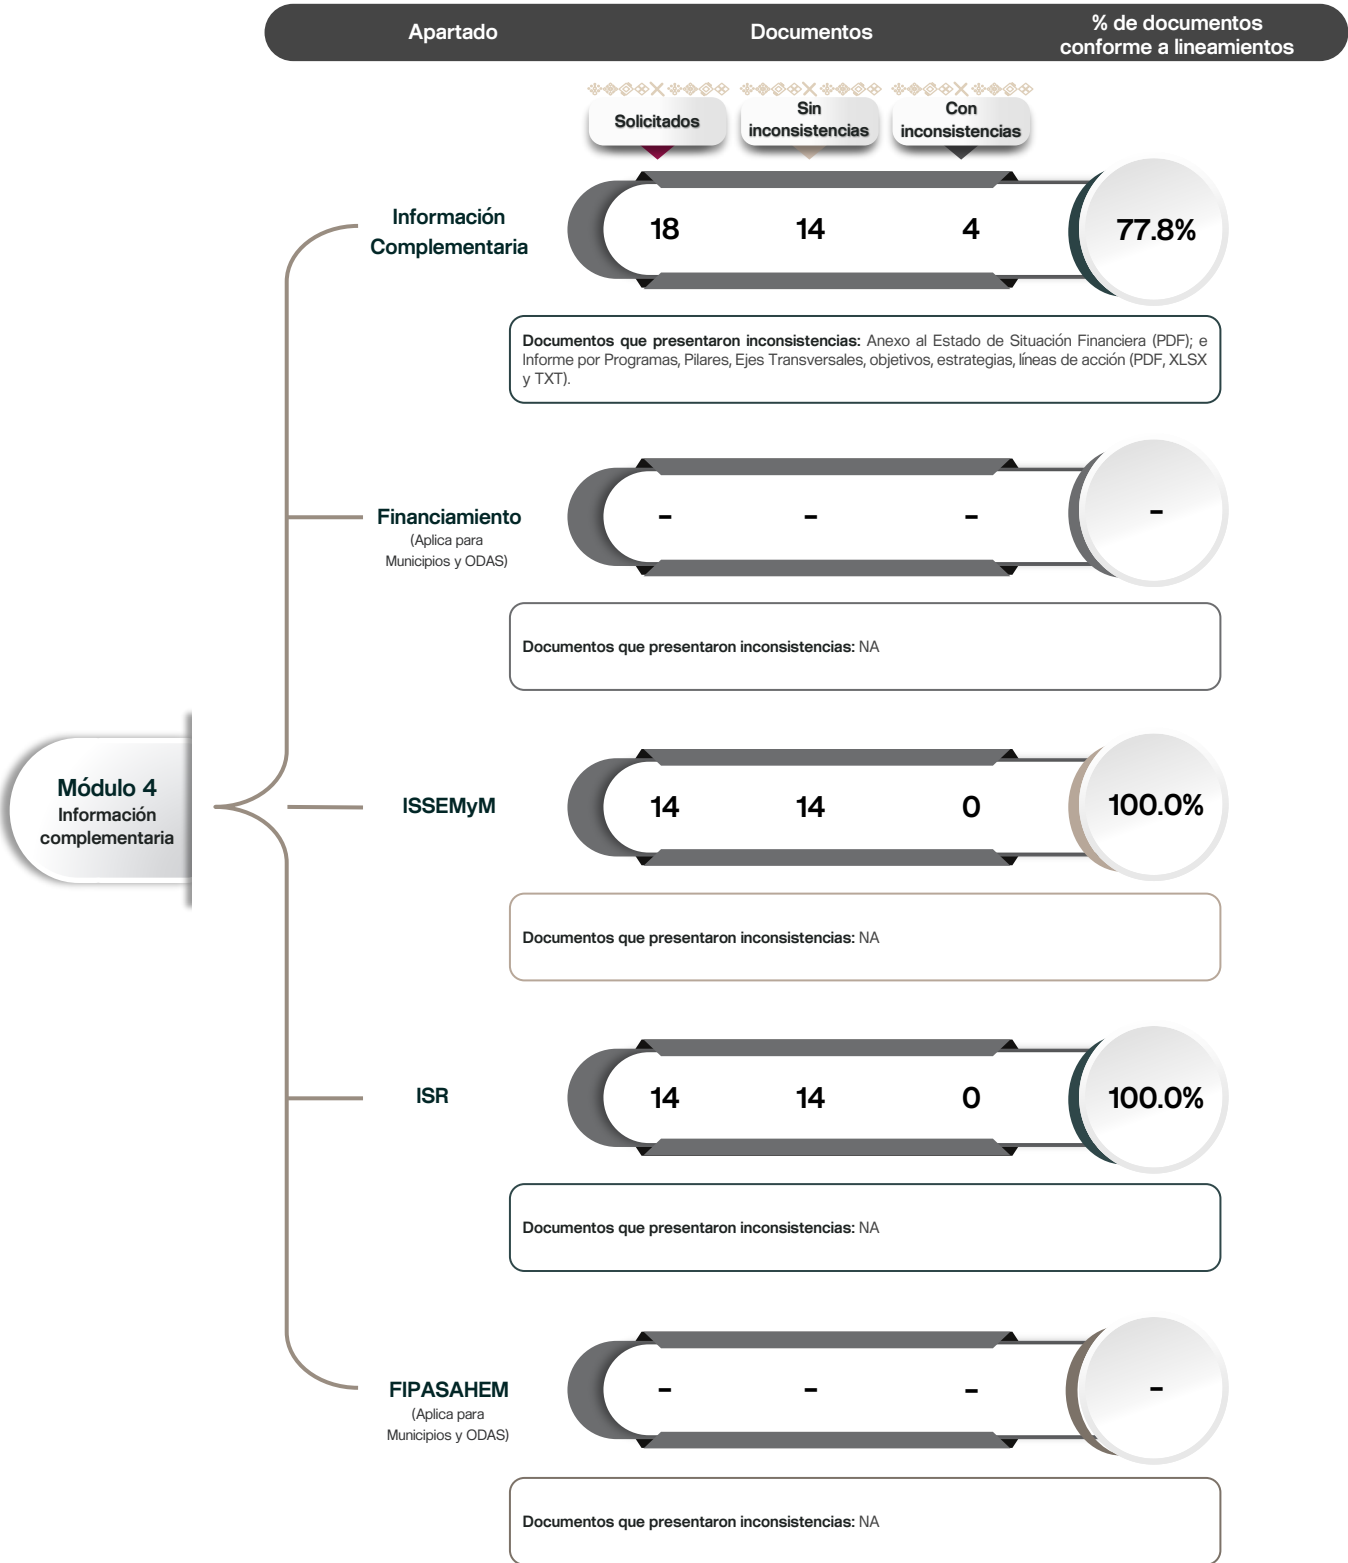 Apartado
Documentos
% de documentos
conforme a lineamientos
Solicitados
Sin
inconsistencias
Con
inconsistencias
Información
Complementaria
18 14 4 77.8%
Documentos que presentaron inconsistencias: Anexo al Estado de Situación Financiera (PDF); e
Informe por Programas, Pilares, Ejes Transversales, objetivos, estrategias, líneas de acción (PDF, XLSX
y TXT).
Financiamiento
(Aplica para
Municipios y ODAS)
- - - -
Documentos que presentaron inconsistencias: NA
Módulo 4
Información
complementaria
ISSEMyM
14 14 0 100.0%
Documentos que presentaron inconsistencias: NA
ISR
14 14 0 100.0%
Documentos que presentaron inconsistencias: NA
FIPASAHEM
(Aplica para
Municipios y ODAS)
- - - -
Documentos que presentaron inconsistencias: NA